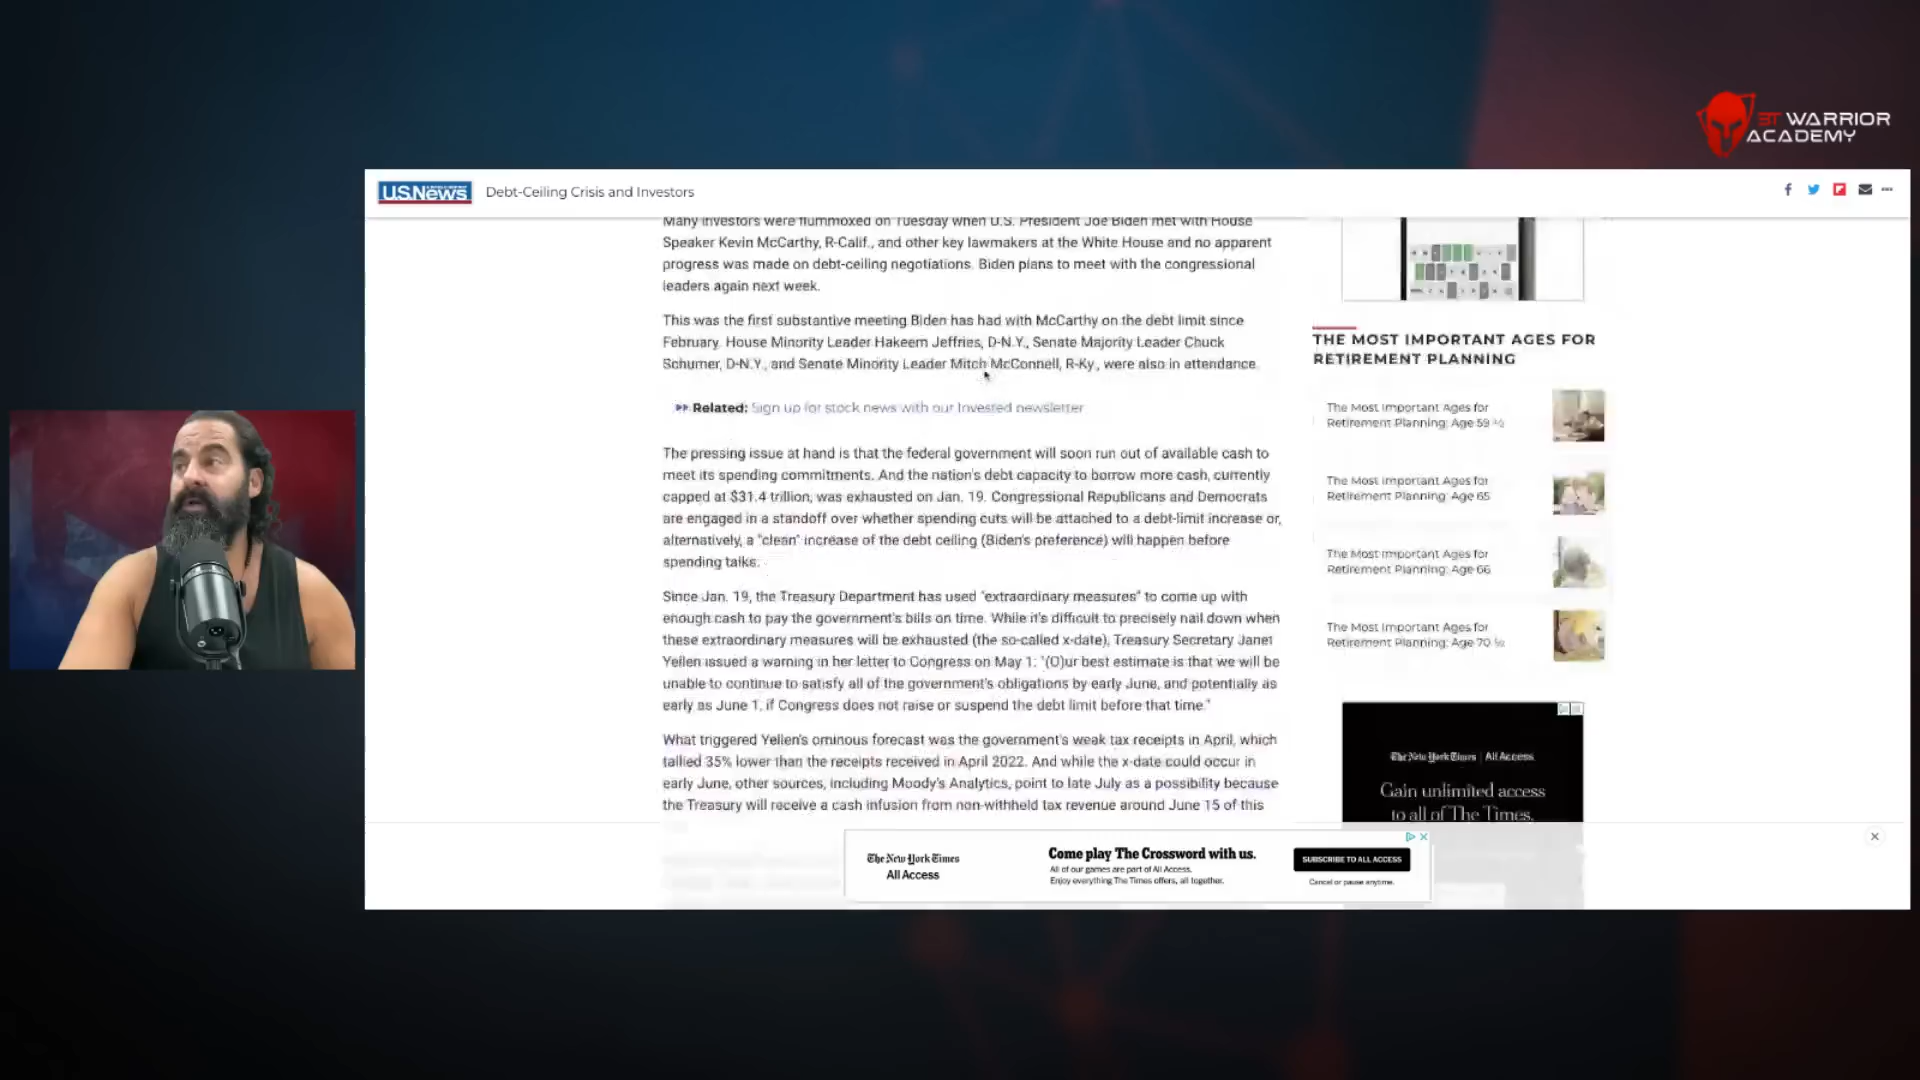 3T WARRIOR
ACADEMY
U.S.News
Debt-Ceiling Crisis and Investors
Many investors were flummoxed on Tuesday when U.S. President Joe Biden met with House
Speaker Kevin McCarthy, R-Calif., and other key lawmakers at the White House and no apparent
progress was made on debt-ceiling negotiations. Biden plans to meet with the congressional
leaders again next week.
This was the first substantive meeting Biden has had with McCarthy on the debt limit since
February. House Minority Leader Hakeem Jeffries, D-N.Y., Senate Majority Leader Chuck
Schumer, D-N.Y., and Senate Minority Leader Mitch McConnell, R-Ky., were also in attendance.
Related: Sign up for stock news with our Invested newsletter
The pressing issue at hand is that the federal government will soon run out of available cash to
meet its spending commitments. And the nation's debt capacity to borrow more cash, currently
capped at $31.4 trillion, was exhausted on Jan. 19. Congressional Republicans and Democrats
are engaged in a standoff over whether spending cuts will be attached to a debt-limit increase or,
alternatively, a "clean" increase of the debt ceiling (Biden's preference) will happen before
spending talks.
Since Jan. 19, the Treasury Department has used "extraordinary measures" to come up with
enough cash to pay the government's bills on time. While it's difficult to precisely nail down when
these extraordinary measures will be exhausted (the so-called x-date), Treasury Secretary Janet
Yellen issued a warning in her letter to Congress on May 1: "(O)ur best estimate is that we will be
unable to continue to satisfy all of the government's obligations by early June, and potentially as
early as June 1, if Congress does not raise or suspend the debt limit before that time."
What triggered Yellen's ominous forecast was the government's weak tax receipts in April, which
tallied 35% lower than the receipts received in April 2022. And while the x-date could occur in
early June, other sources, including Moody's Analytics, point to late July as a possibility because
the Treasury will receive a cash infusion from non-withheld tax revenue around June 15 of this
THE MOST IMPORTANT AGES FOR
RETIREMENT PLANNING
The Most Important Ages for
Retirement Planning: Age 59 ½
The Most Important Ages for
Retirement Planning: Age 65
The Most Important Ages for
Retirement Planning: Age 66
The Most Important Ages for
Retirement Planning: Age 70 ½
The New York Times | All Access
Gain unlimited access
to all of The Times.
The New York Times
All Access
Come play The Crossword with us.
All of our games are part of All Access.
Enjoy everything The Times offers, all together.
SUBSCRIBE TO ALL ACCESS
Cancel or pause anytime.